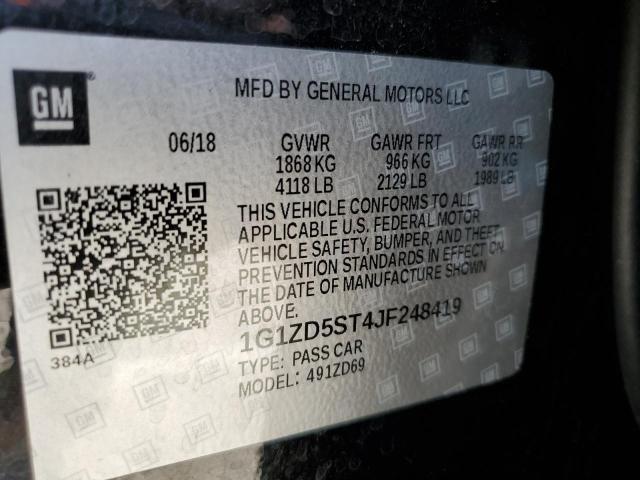 GM
MFD BY GENERAL MOTORS LLC
06/18 GVWR GAWR FRT GAWR RR
1868 KG 966 KG 902 KG
4118 LB 2129 LB 1989 LB
THIS VEHICLE CONFORMS TO ALL
APPLICABLE U.S. FEDERAL MOTOR
VEHICLE SAFETY, BUMPER, AND THEFT
PREVENTION STANDARDS IN EFFECT ON
THE DATE OF MANUFACTURE SHOWN
ABOVE.
1G1ZD5ST4JF248419
TYPE: PASS CAR
MODEL: 491ZD69
384A